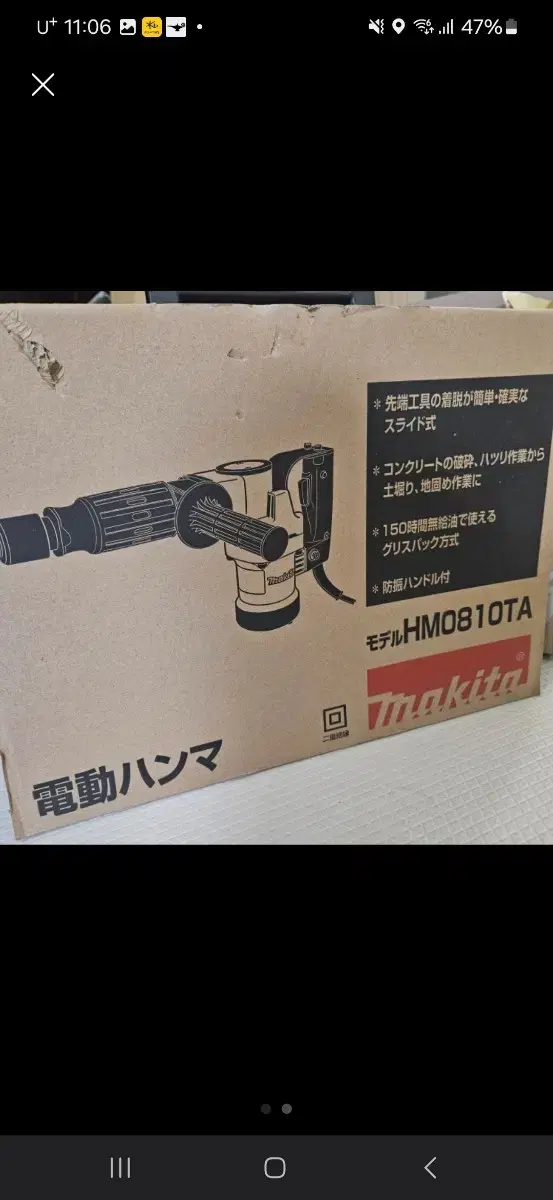 U+ 11:06
47%
* 先端工具の着脱が簡単・確実な
スライド式
* コンクリートの破砕、ハツリ作業から
土堀り、地固め作業に
* 150時間無給油で使える
グリスパック方式
* 防振ハンドル付
モデルHM0810TA
makita®
makita
二重絶縁
電動ハンマ